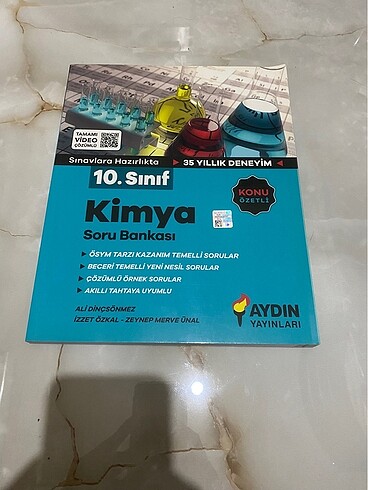 TAMAMI
VİDEO
ÇÖZÜMLÜ
Sınavlara Hazırlıkta
35 YILLIK DENEYİM
10. Sınıf
KONU
ÖZETLİ
Kimya
Soru Bankası
ÖSYM TARZI KAZANIM TEMELLİ SORULAR
BECERİ TEMELLİ YENİ NESİL SORULAR
ÇÖZÜMLÜ ÖRNEK SORULAR
AKILLI TAHTAYA UYUMLU
ALİ DİNÇSÖNMEZ
İZZET ÖZKAL - ZEYNEP MERVE ÜNAL
AYDIN
YAYINLARI